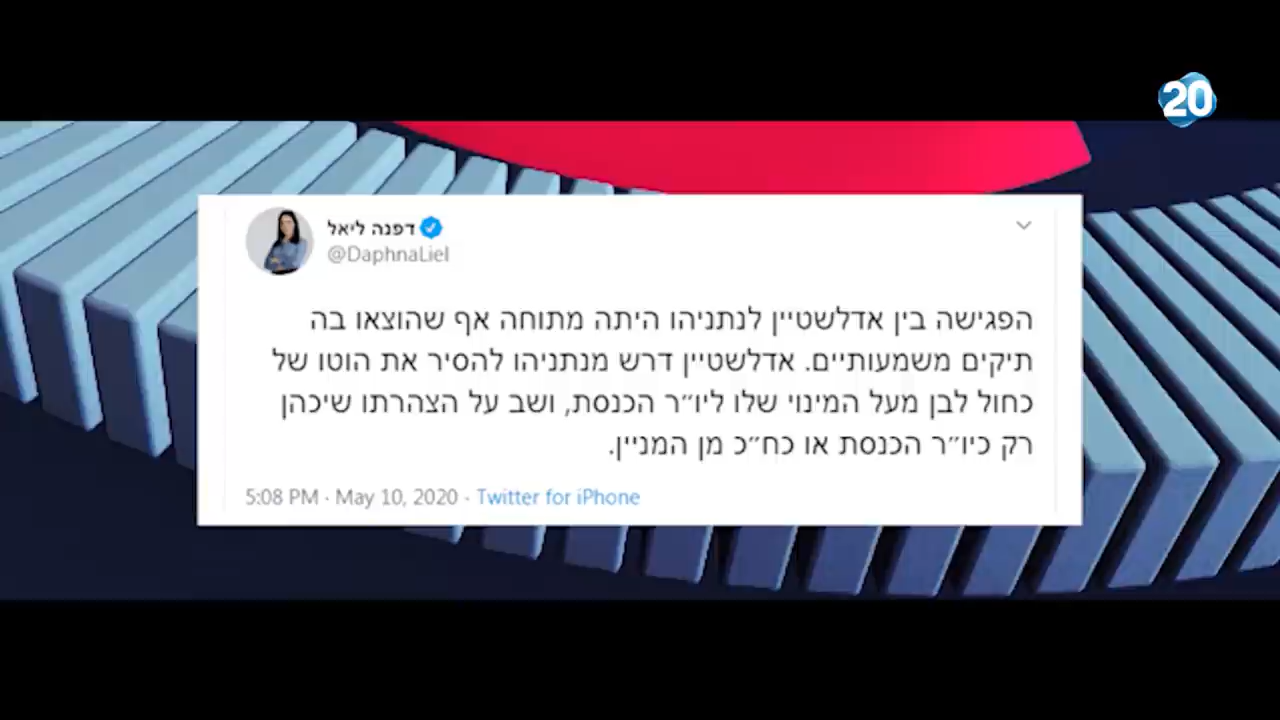 20
דפנה ליאל
@DaphnaLiel
הפגישה בין אדלשטיין לנתניהו היתה מתוחה אף שהוצאו בה
תיקים משמעותיים. אדלשטיין דרש מנתניהו להסיר את הוטו של
כחול לבן מעל המינוי שלו ליו״ר הכנסת, ושב על הצהרתו שיכהן
רק כיו״ר הכנסת או כח״כ מן המניין.
5:08 PM · May 10, 2020 · Twitter for iPhone